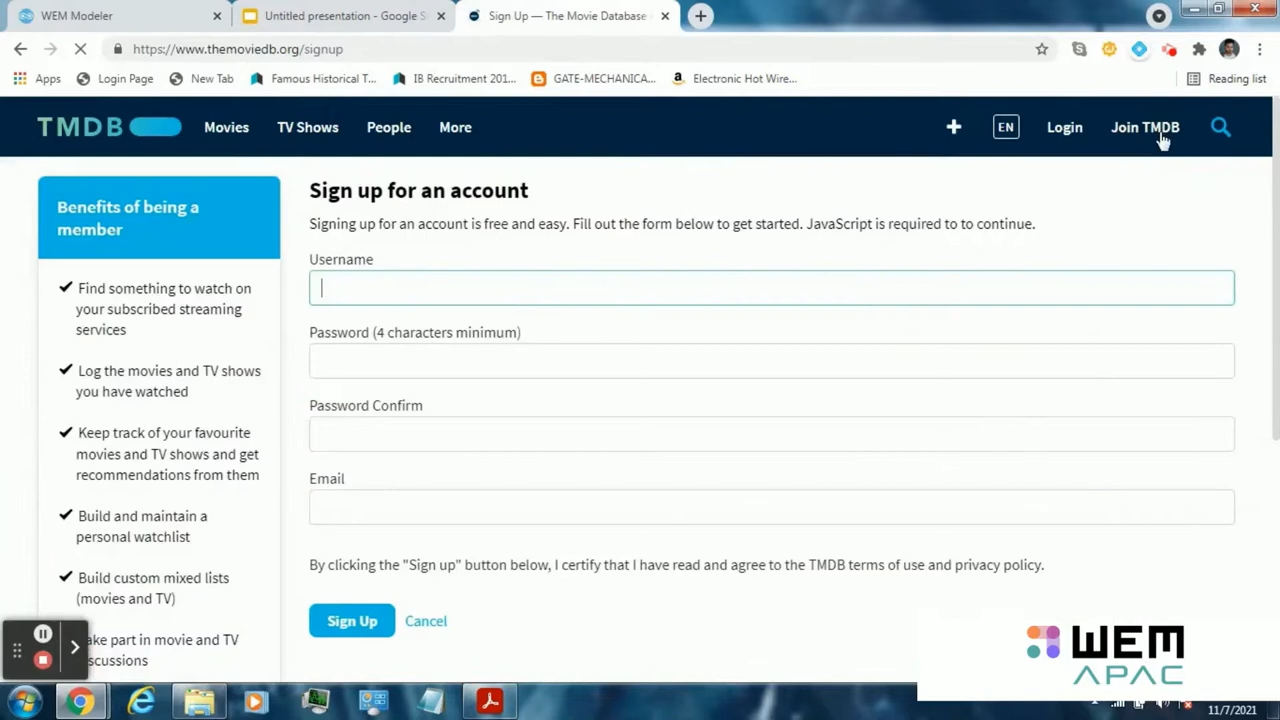 WEM Modeler
Untitled presentation - Google S
Sign Up — The Movie Database
https://www.themoviedb.org/signup
Apps
Login Page
New Tab
Famous Historical T...
IB Recruitment 201...
GATE-MECHANICA...
Electronic Hot Wire...
Reading list
TMDB
Movies
TV Shows
People
More
EN
Login
Join TMDB
Benefits of being a
member
Find something to watch on
your subscribed streaming
services
Log the movies and TV shows
you have watched
Keep track of your favourite
movies and TV shows and get
recommendations from them
Build and maintain a
personal watchlist
Build custom mixed lists
(movies and TV)
ake part in movie and TV
scussions
Sign up for an account
Signing up for an account is free and easy. Fill out the form below to get started. JavaScript is required to to continue.
Username
Password (4 characters minimum)
Password Confirm
Email
By clicking the "Sign up" button below, I certify that I have read and agree to the TMDB terms of use and privacy policy.
Sign Up
Cancel
WEM
APAC
11/7/2021